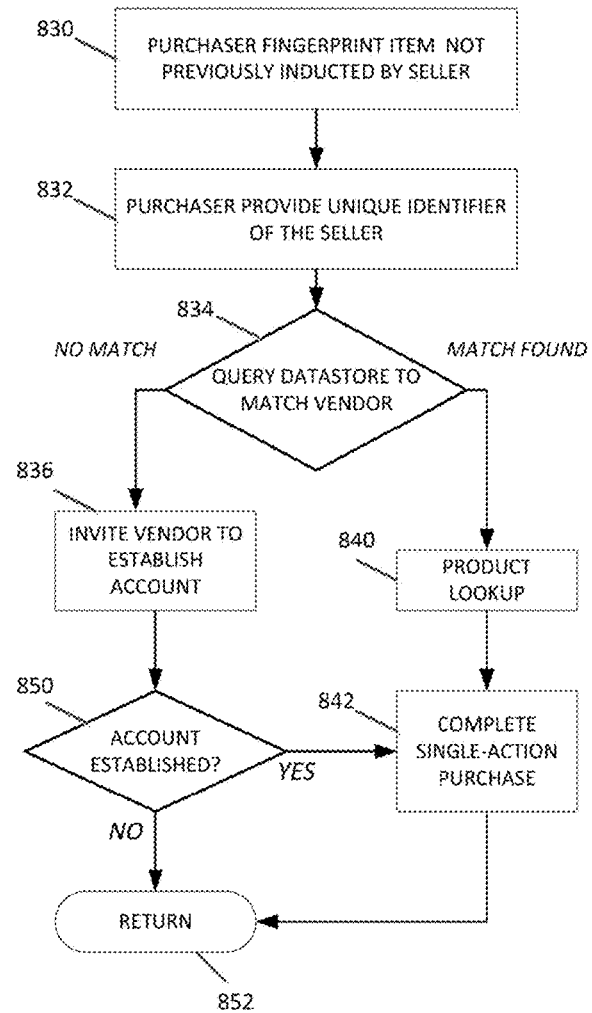 830
PURCHASER FINGERPRINT ITEM NOT
PREVIOUSLY INDUCTED BY SELLER
832
PURCHASER PROVIDE UNIQUE IDENTIFIER
OF THE SELLER
834
NO MATCH
MATCH FOUND
QUERY DATASTORE TO
MATCH VENDOR
836
INVITE VENDOR TO
ESTABLISH
ACCOUNT
840
PRODUCT
LOOKUP
850
ACCOUNT
ESTABLISHED?
YES
NO
842
COMPLETE
SINGLE-ACTION
PURCHASE
RETURN
852